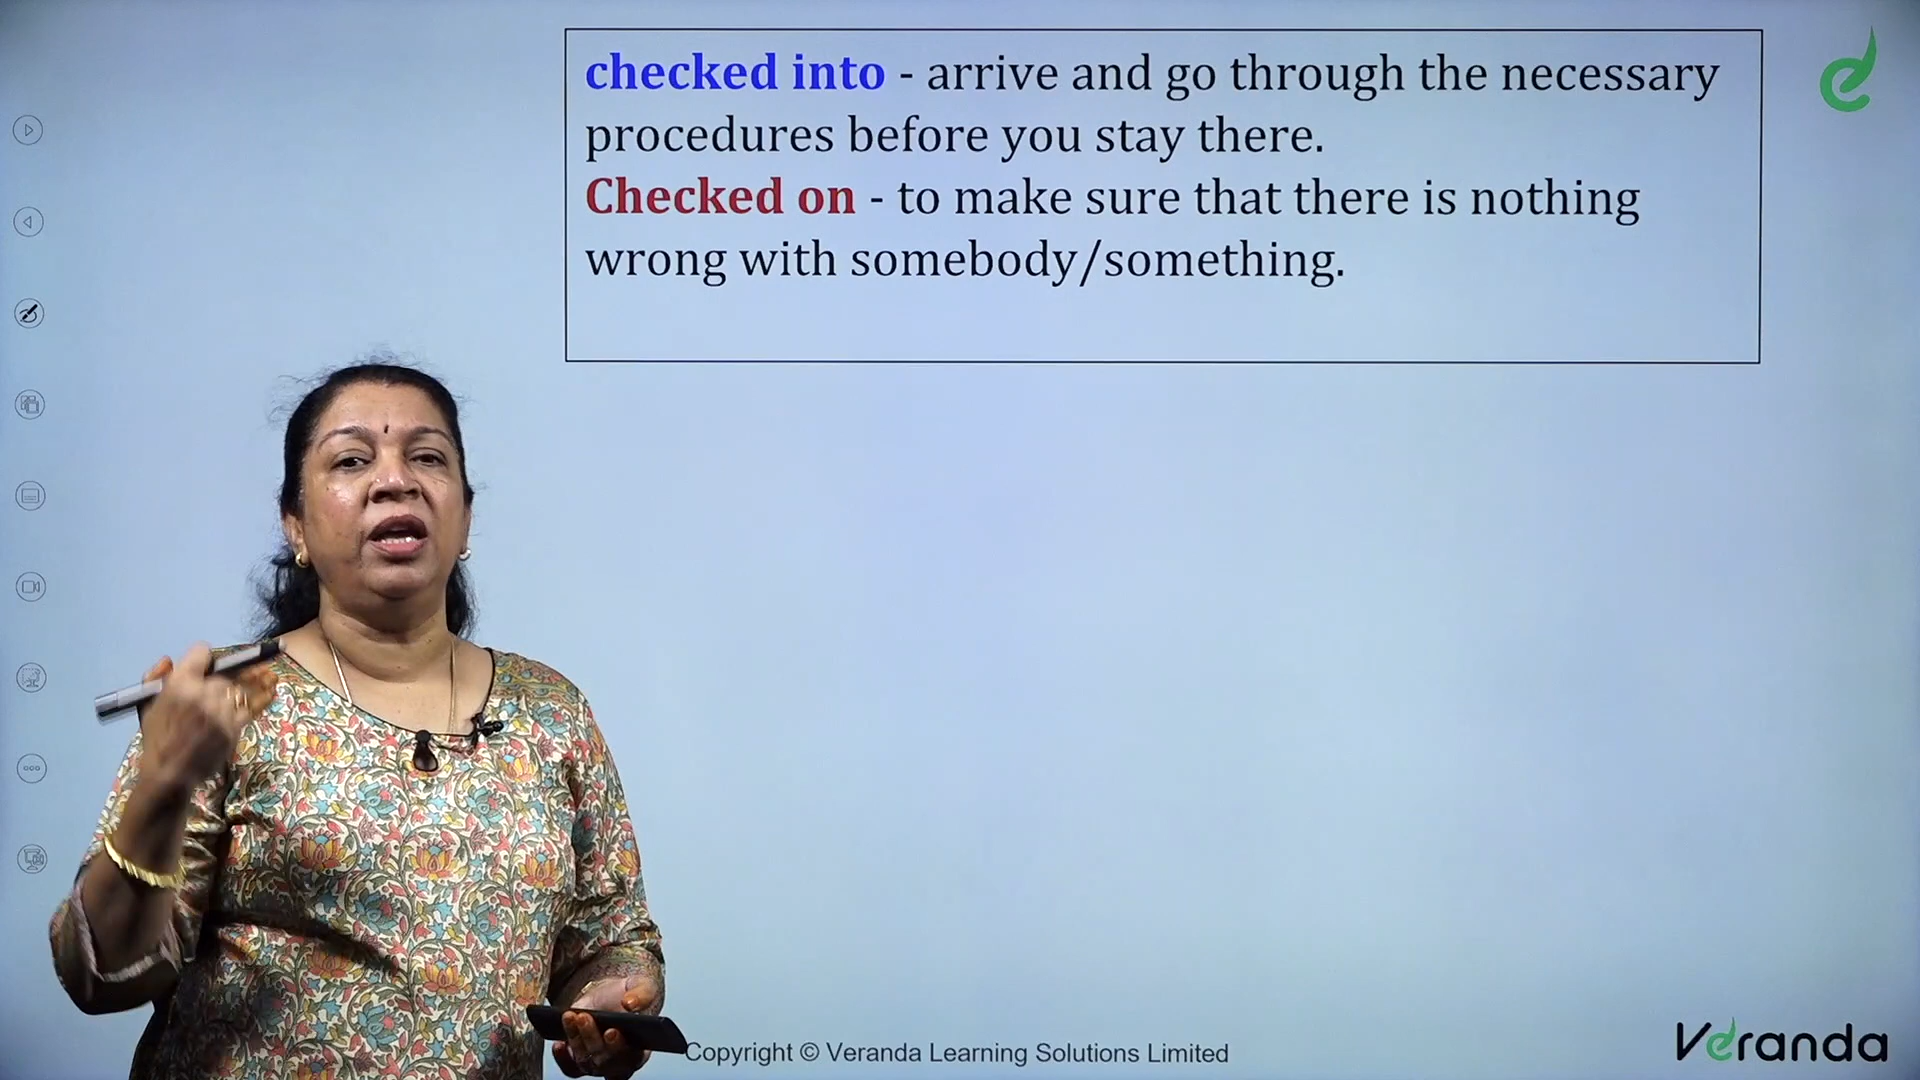 checked into - arrive and go through the necessary
procedures before you stay there.
Checked on - to make sure that there is nothing
wrong with somebody/something.
Copyright © Veranda Learning Solutions Limited
Veranda